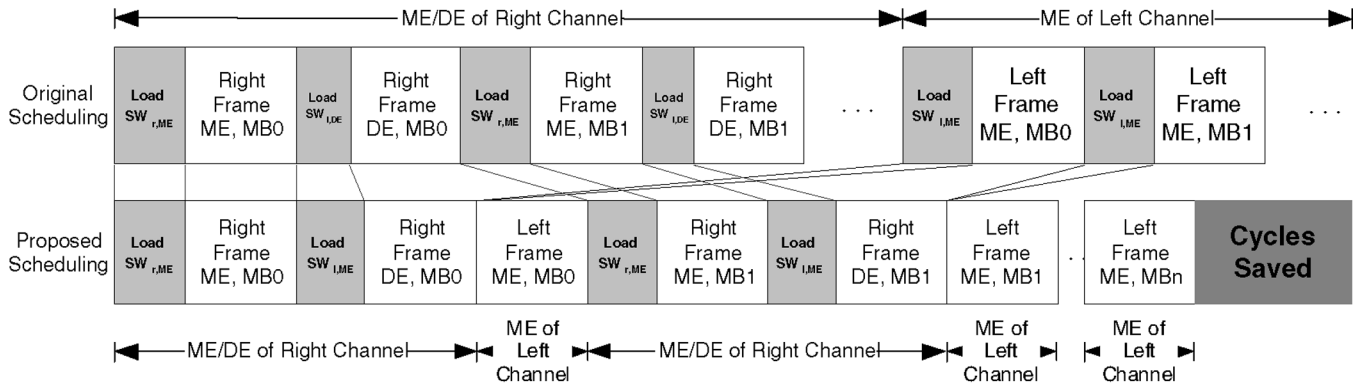 ME/DE of Right Channel
ME of Left Channel
Original
Scheduling
Load
SW r,ME
Right
Frame
ME, MB0
Load
SW l,DE
Right
Frame
DE, MB0
Load
SW r,ME
Right
Frame
ME, MB1
Load
SW l,DE
Right
Frame
DE, MB1
. . .
Load
SW l,ME
Left
Frame
ME, MB0
Load
SW l,ME
Left
Frame
ME, MB1
. . .
Proposed
Scheduling
Load
SW r,ME
Right
Frame
ME, MB0
Load
SW l,ME
Right
Frame
DE, MB0
Left
Frame
ME, MB0
Load
SW r,ME
Right
Frame
ME, MB1
Load
SW l,ME
Right
Frame
DE, MB1
Left
Frame
ME, MB1
. .
Left
Frame
ME, MBn
Cycles
Saved
ME/DE of Right Channel
ME of
Left
Channel
ME/DE of Right Channel
ME of
Left
Channel
ME of
Left
Channel